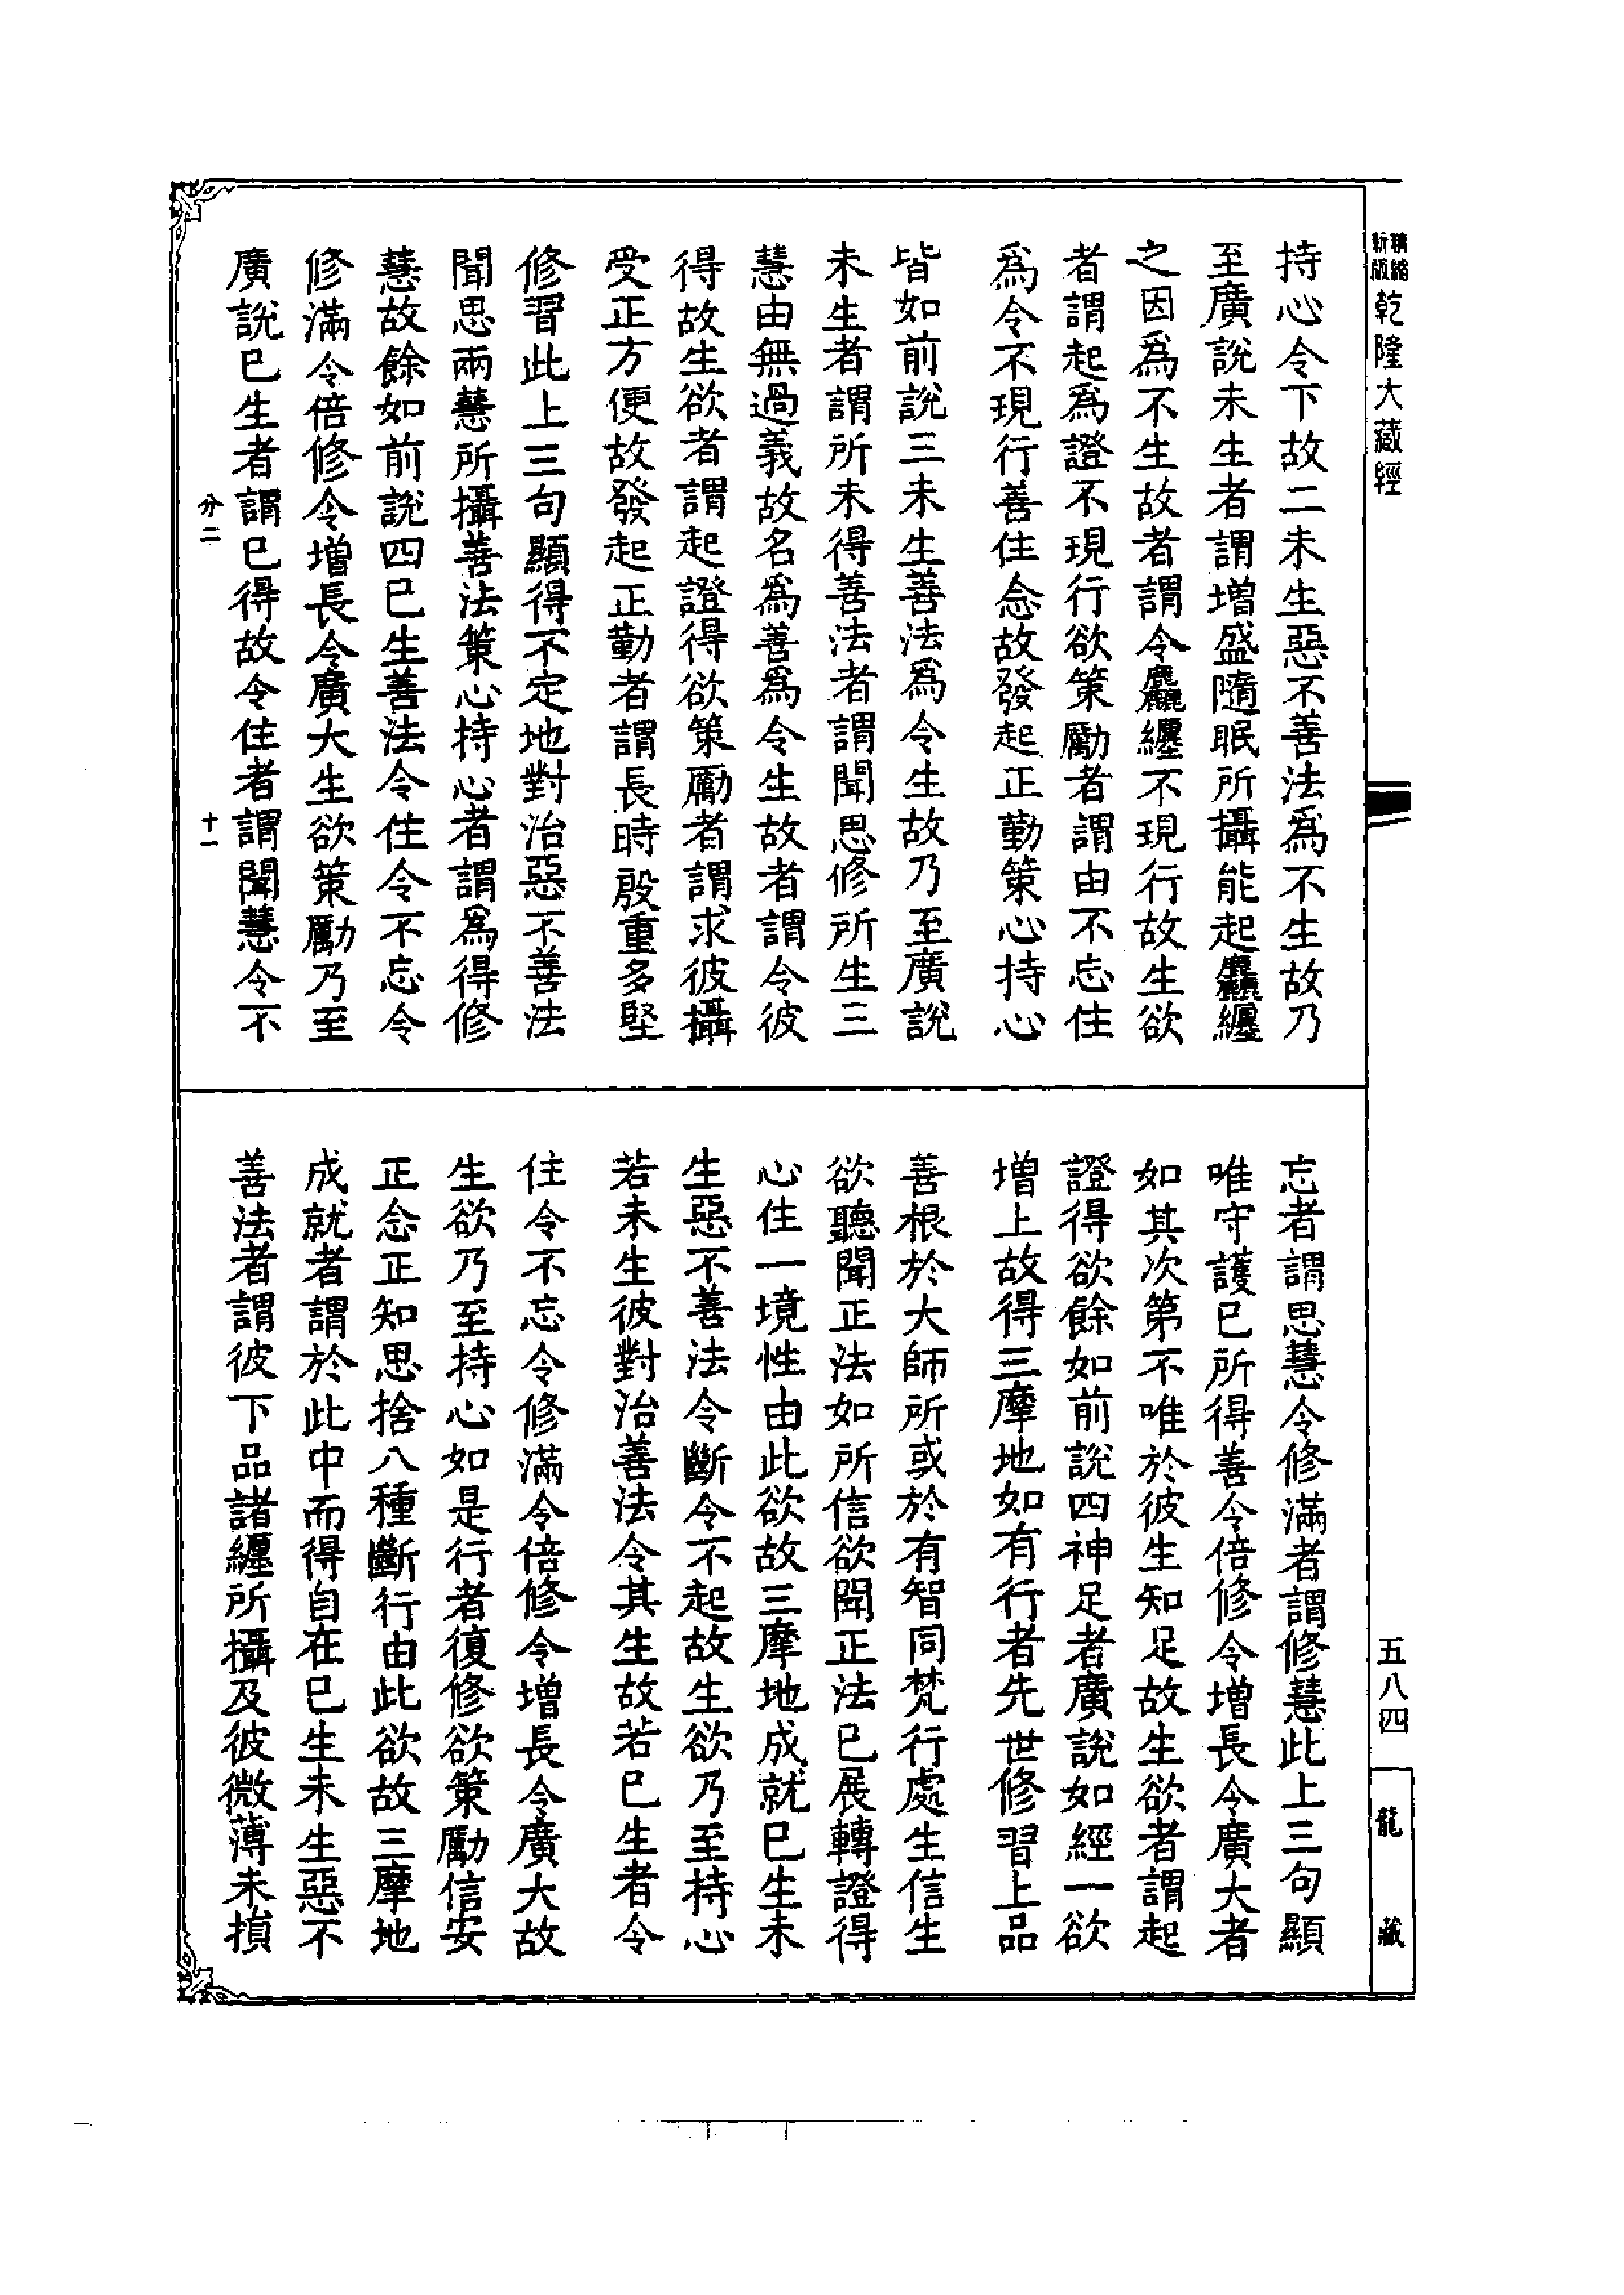 精縮
新版
乾隆大藏經
持心令下故二未生惡不善法爲不生故乃
至廣說未生者謂增盛隨眠所攝能起麤纏
之因爲不生故者謂令麤纏不現行故生欲
者謂起爲證不現行欲策勵者謂由不忘住
爲令不現行善住念故發起正勤策心持心
皆如前說三未生善法爲令生故乃至廣說
未生者謂所未得善法者謂聞思修所生三
慧由無過義故名爲善爲令生故者謂令彼
得故生欲者謂起證得欲策勵者謂求彼攝
受正方便故發起正勤者謂長時殷重多堅
修習此上三句顯得不定地對治惡不善法
聞思兩慧所攝善法策心持心者謂爲得修
慧故餘如前說四已生善法令住令不忘令
修滿令倍修令增長令廣大生欲策勵乃至
廣說已生者謂已得故令住者謂聞慧令不
分二
十一
忘者謂思慧令修滿者謂修慧此上三句顯
唯守護已所得善令倍修令增長令廣大者
如其次第不唯於彼生知足故生欲者謂起
證得欲餘如前說四神足者廣說如經一欲
增上故得三摩地如有行者先世修習上品
善根於大師所或於有智同梵行處生信生
欲聽聞正法如所信欲聞正法已展轉證得
心住一境性由此欲故三摩地成就已生未
生惡不善法令斷令不起故生欲乃至持心
若未生彼對治善法令其生故若已生者令
住令不忘令修滿令倍修令增長令廣大故
生欲乃至持心如是行者復修欲策勵信安
正念正知思捨八種斷行由此欲故三摩地
成就者謂於此中而得自在已生未生惡不
善法者謂彼下品諸纏所攝及彼微薄未損
五八四
龍藏